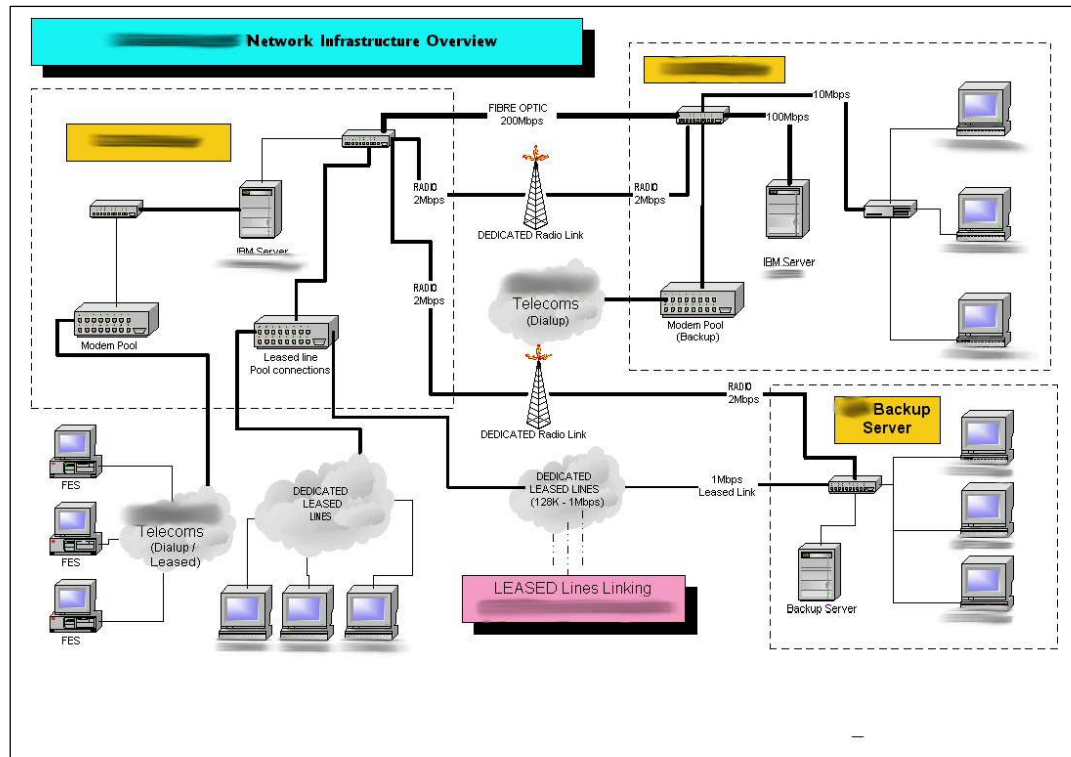 Network Infrastructure Overview
FIBRE OPTIC
200Mbps
10Mbps
100Mbps
RADIO
2Mbps
RADIO
2Mbps
DEDICATED Radio Link
IBM Server
IBM Server
RADIO
2Mbps
Telecoms
(Dialup)
Modem Pool
(Backup)
Modem Pool
Leased line
Pool connections
RADIO
2Mbps
DEDICATED Radio Link
Backup
Server
FES
FES
FES
Telecoms
(Dialup /
Leased)
DEDICATED
LEASED
LINES
DEDICATED
LEASED LINES
(128K - 1Mbps)
1Mbps
Leased Link
LEASED Lines Linking
Backup Server